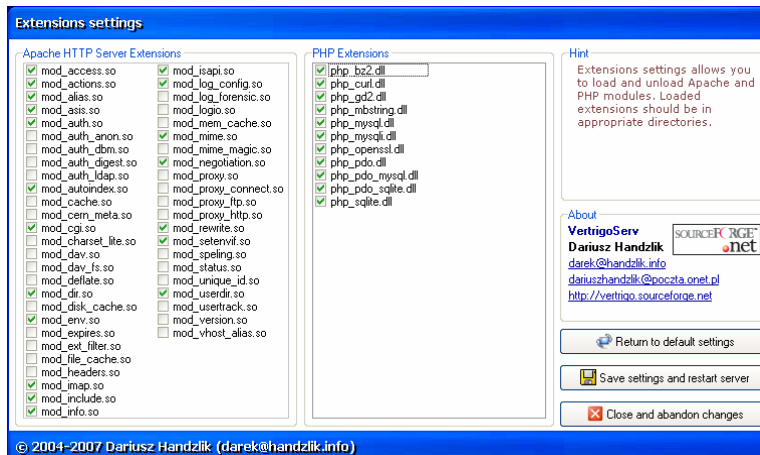 Extensions settings
Apache HTTP Server Extensions
mod_access.so
mod_actions.so
mod_alias.so
mod_asis.so
mod_auth.so
mod_auth_anon.so
mod_auth_dbm.so
mod_auth_digest.so
mod_auth_ldap.so
mod_autoindex.so
mod_cache.so
mod_cern_meta.so
mod_cgi.so
mod_charset_lite.so
mod_dav.so
mod_dav_fs.so
mod_deflate.so
mod_dir.so
mod_disk_cache.so
mod_env.so
mod_expires.so
mod_ext_filter.so
mod_file_cache.so
mod_headers.so
mod_imap.so
mod_include.so
mod_info.so
mod_isapi.so
mod_log_config.so
mod_log_forensic.so
mod_logio.so
mod_mem_cache.so
mod_mime.so
mod_mime_magic.so
mod_negotiation.so
mod_proxy.so
mod_proxy_connect.so
mod_proxy_ftp.so
mod_proxy_http.so
mod_rewrite.so
mod_setenvif.so
mod_speling.so
mod_status.so
mod_unique_id.so
mod_userdir.so
mod_usertrack.so
mod_version.so
mod_vhost_alias.so
PHP Extensions
php_bz2.dll
php_curl.dll
php_gd2.dll
php_mbstring.dll
php_mysql.dll
php_mysqli.dll
php_openssl.dll
php_pdo.dll
php_pdo_mysql.dll
php_pdo_sqlite.dll
php_sqlite.dll
Hint
Extensions settings allows you
to load and unload Apache and
PHP modules. Loaded
extensions should be in
appropriate directories.
About
VertrigoServ
Dariusz Handzlik
darek@handzlik.info
dariuszhandzlik@poczta.onet.pl
http://vertrigo.sourceforge.net
SOURCEFORGE
.net
Return to default settings
Save settings and restart server
Close and abandon changes
© 2004-2007 Dariusz Handzlik (darek@handzlik.info)